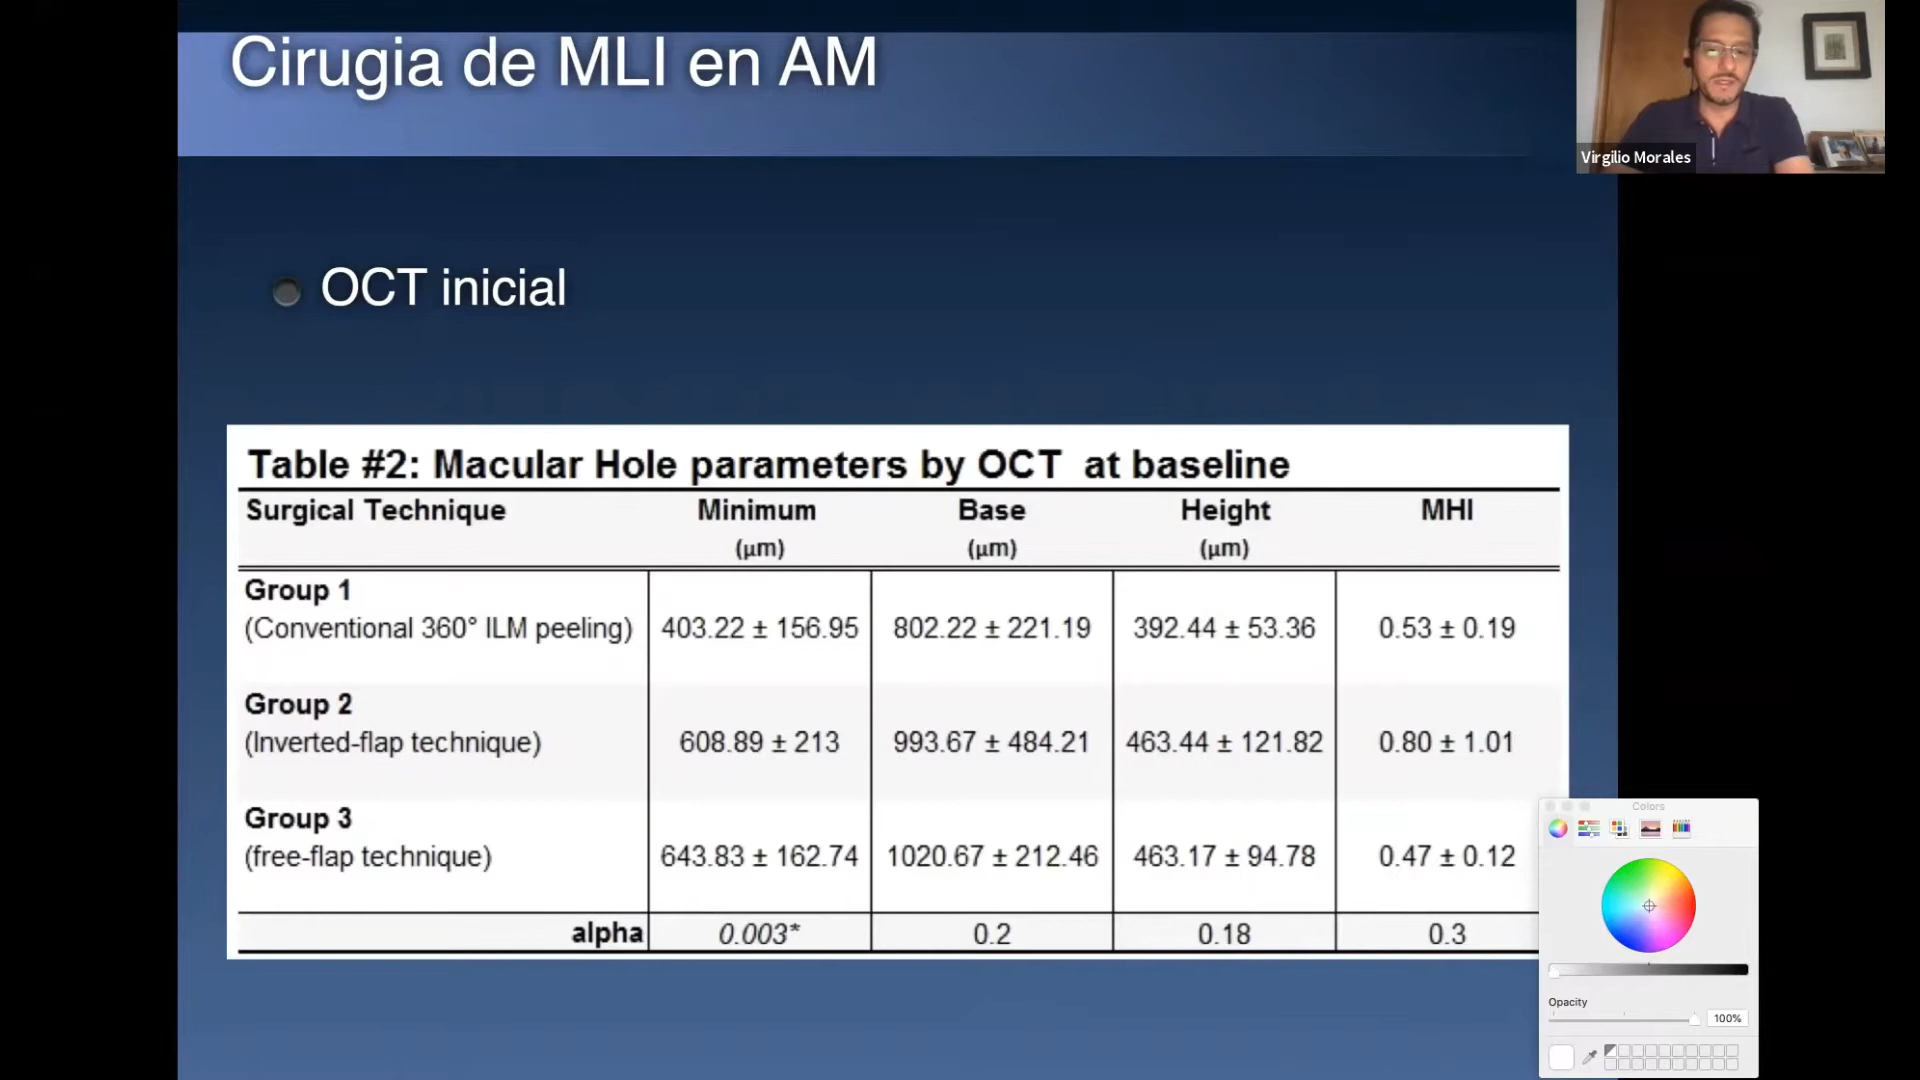 Cirugia de MLI en AM
Virgilio Morales
OCT inicial
Table #2: Macular Hole parameters by OCT at baseline
Surgical Technique Minimum Base Height MHI
(µm) (µm) (µm)
Group 1
(Conventional 360° ILM peeling) 403.22 ± 156.95 802.22 ± 221.19 392.44 ± 53.36 0.53 ± 0.19
Group 2
(Inverted-flap technique) 608.89 ± 213 993.67 ± 484.21 463.44 ± 121.82 0.80 ± 1.01
Group 3
(free-flap technique) 643.83 ± 162.74 1020.67 ± 212.46 463.17 ± 94.78 0.47 ± 0.12
alpha 0.003* 0.2 0.18 0.3
Colors
Opacity
100%